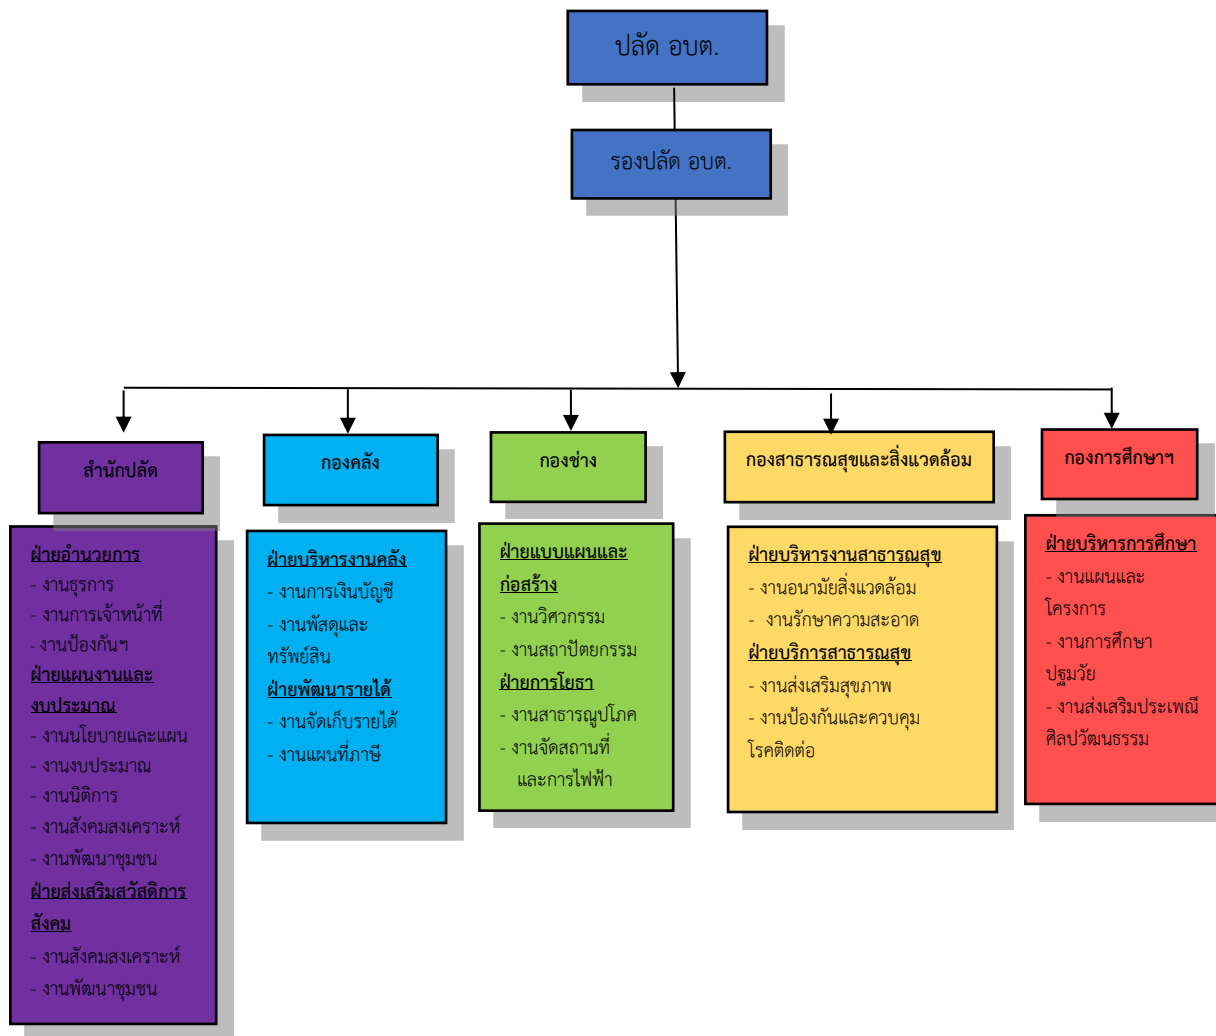 ปลัด อบต.
รองปลัด อบต.
สำนักปลัด
กองคลัง
กองช่าง
กองสาธารณสุขและสิ่งแวดล้อม
กองการศึกษาฯ
ฝ่ายอำนวยการ
- งานธุรการ
- งานการเจ้าหน้าที่
- งานป้องกันฯ
ฝ่ายแผนงานและ
งบประมาณ
- งานนโยบายและแผน
- งานงบประมาณ
- งานนิติการ
- งานสังคมสงเคราะห์
- งานพัฒนาชุมชน
ฝ่ายส่งเสริมสวัสดิการ
สังคม
- งานสังคมสงเคราะห์
- งานพัฒนาชุมชน
ฝ่ายบริหารงานคลัง
- งานการเงินบัญชี
- งานพัสดุและ
ทรัพย์สิน
ฝ่ายพัฒนารายได้
- งานจัดเก็บรายได้
- งานแผนที่ภาษี
ฝ่ายแบบแผนและ
ก่อสร้าง
- งานวิศวกรรม
- งานสถาปัตยกรรม
ฝ่ายการโยธา
- งานสาธารณูปโภค
- งานจัดสถานที่
และการไฟฟ้า
ฝ่ายบริหารงานสาธารณสุข
- งานอนามัยสิ่งแวดล้อม
- งานรักษาความสะอาด
ฝ่ายบริการสาธารณสุข
- งานส่งเสริมสุขภาพ
- งานป้องกันและควบคุม
โรคติดต่อ
ฝ่ายบริหารการศึกษา
- งานแผนและ
โครงการ
- งานการศึกษา
ปฐมวัย
- งานส่งเสริมประเพณี
ศิลปวัฒนธรรม